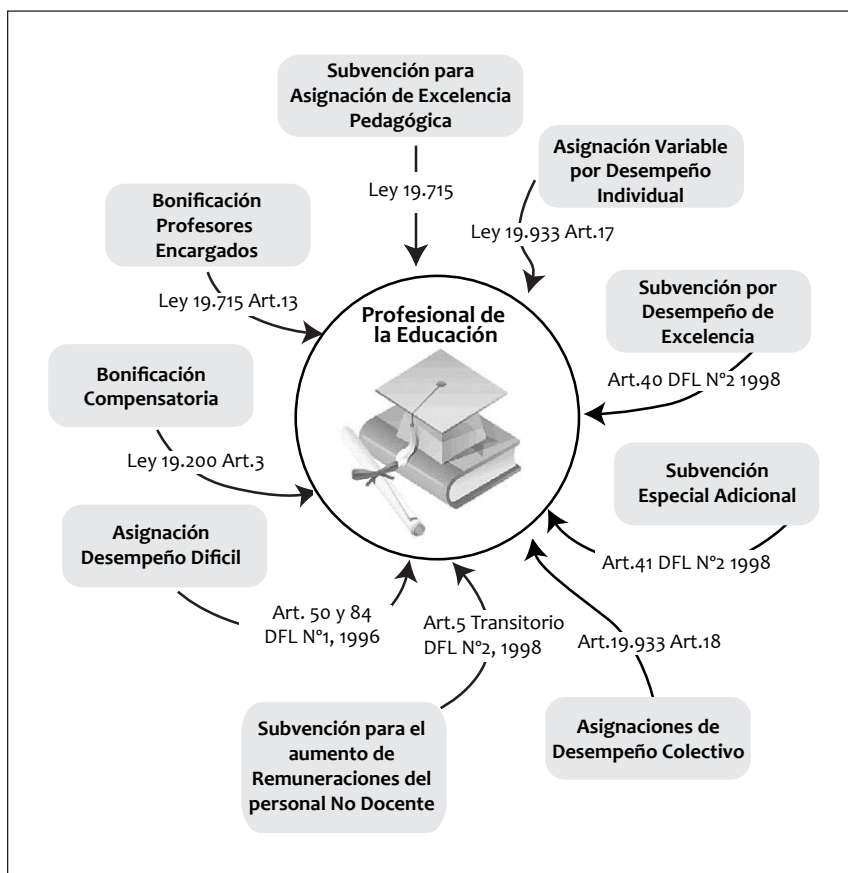 Subvención para
Asignación de Excelencia
Pedagógica
Ley 19.715
Asignación Variable
por Desempeño
Individual
Ley 19.933 Art.17
Bonificación
Profesores
Encargados
Ley 19.715 Art.13
Subvención por
Desempeño de
Excelencia
Art.40 DFL N°2 1998
Profesional de
la Educación
Bonificación
Compensatoria
Ley 19.200 Art.3
Subvención
Especial Adicional
Art.41 DFL N°2 1998
Asignación
Desempeño Dificil
Art. 50 y 84
DFL N°1, 1996
Art.5 Transitorio
DFL N°2, 1998
Art.19.933 Art.18
Subvención para el
aumento de
Remuneraciones del
personal No Docente
Asignaciones de
Desempeño Colectivo